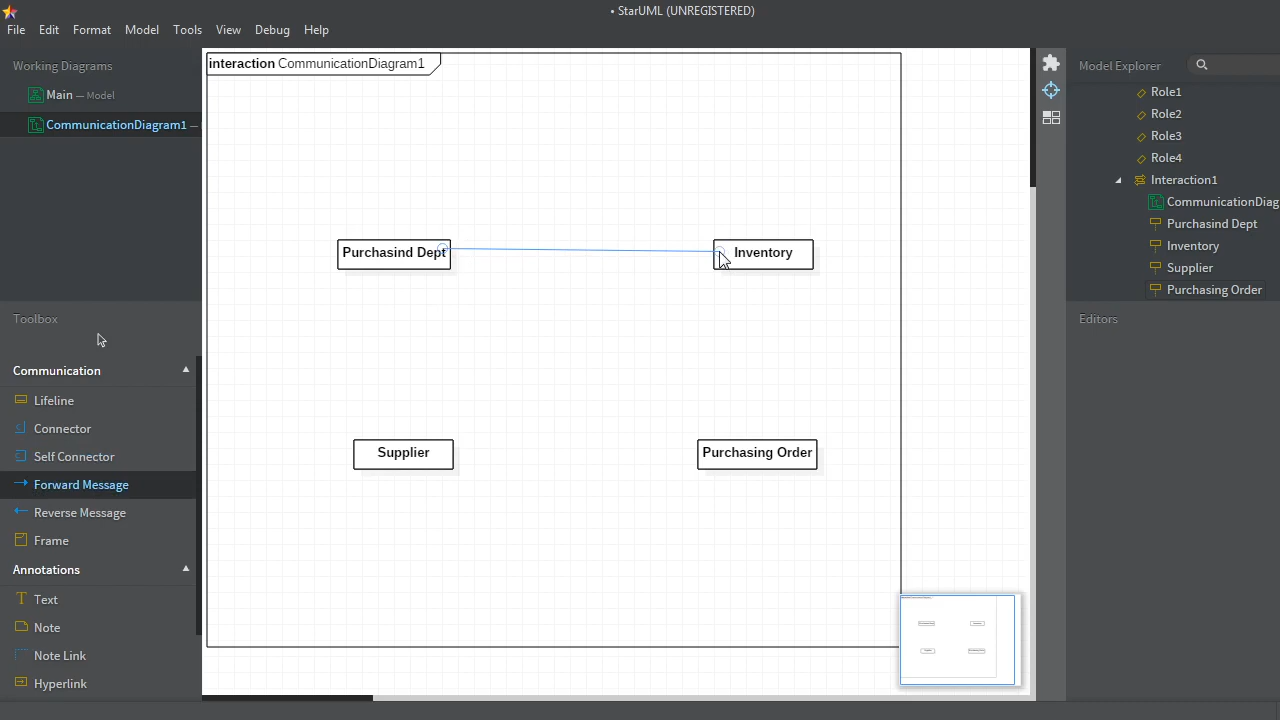 • StarUML (UNREGISTERED)
File Edit Format Model Tools View Debug Help
Working Diagrams
Main — Model
CommunicationDiagram1 —
Toolbox
Communication
Lifeline
Connector
Self Connector
Forward Message
Reverse Message
Frame
Annotations
Text
Note
Note Link
Hyperlink
interaction CommunicationDiagram1
Purchasind Dept
Inventory
Supplier
Purchasing Order
Model Explorer
Role1
Role2
Role3
Role4
Interaction1
CommunicationDiag
Purchasind Dept
Inventory
Supplier
Purchasing Order
Editors